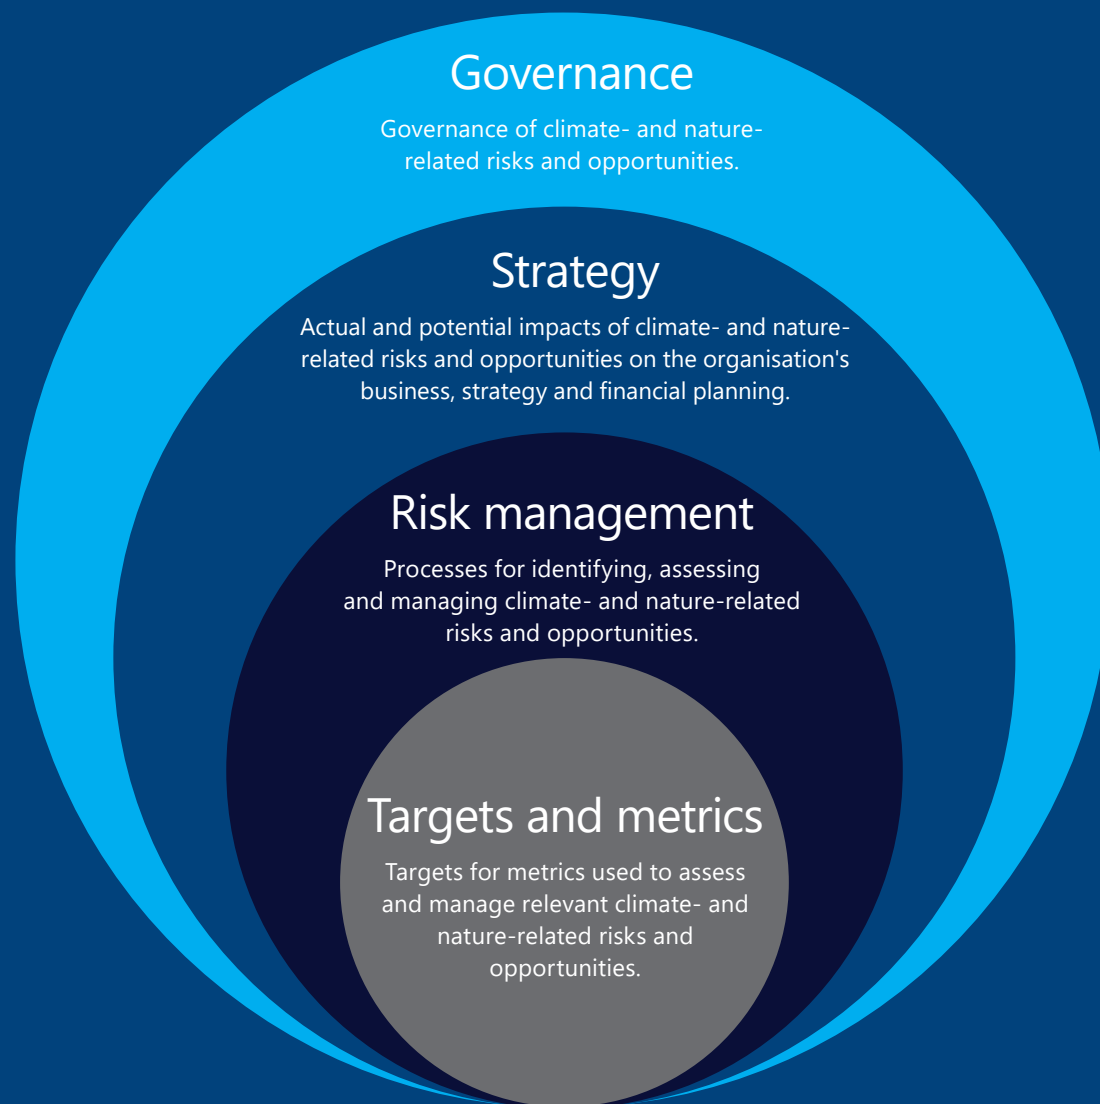 Governance
Governance of climate- and nature-
related risks and opportunities.
Strategy
Actual and potential impacts of climate- and nature-
related risks and opportunities on the organisation's
business, strategy and financial planning.
Risk management
Processes for identifying, assessing
and managing climate- and nature-related
risks and opportunities.
Targets and metrics
Targets for metrics used to assess
and manage relevant climate- and
nature-related risks and
opportunities.